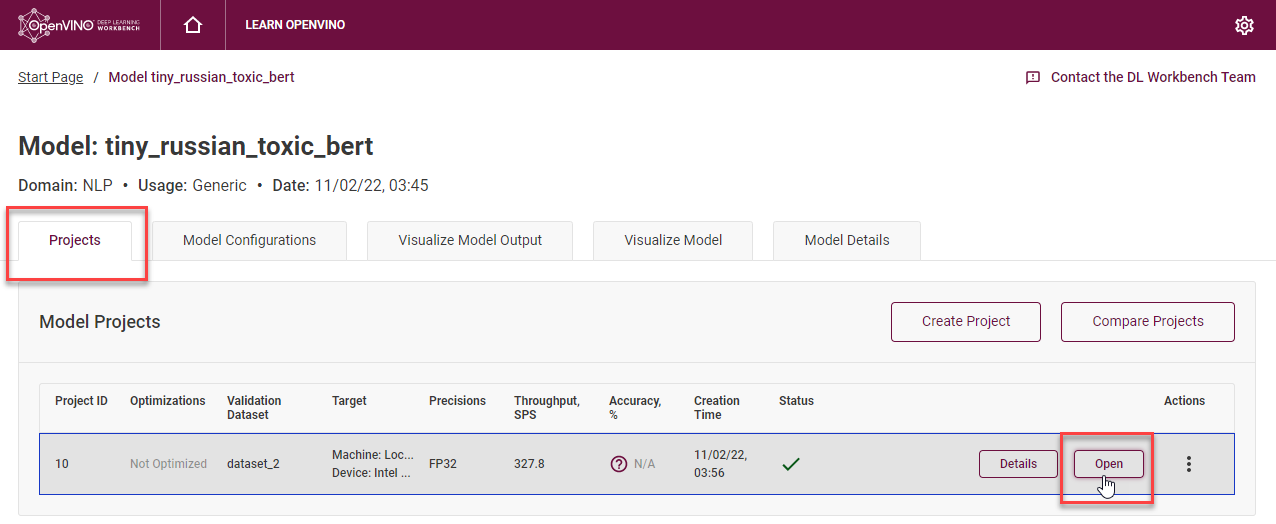 OpenVINO DEEP LEARNING WORKBENCH LEARN OPENVINO
Start Page / Model tiny_russian_toxic_bert Contact the DL Workbench Team
Model: tiny_russian_toxic_bert
Domain: NLP • Usage: Generic • Date: 11/02/22, 03:45
Projects Model Configurations Visualize Model Output Visualize Model Model Details
Model Projects Create Project Compare Projects
Project ID Optimizations Validation Dataset Target Precisions Throughput, SPS Accuracy, % Creation Time Status Actions
10 Not Optimized dataset_2 Machine: Loc... Device: Intel ... FP32 327.8 ? N/A 11/02/22, 03:56 Details Open